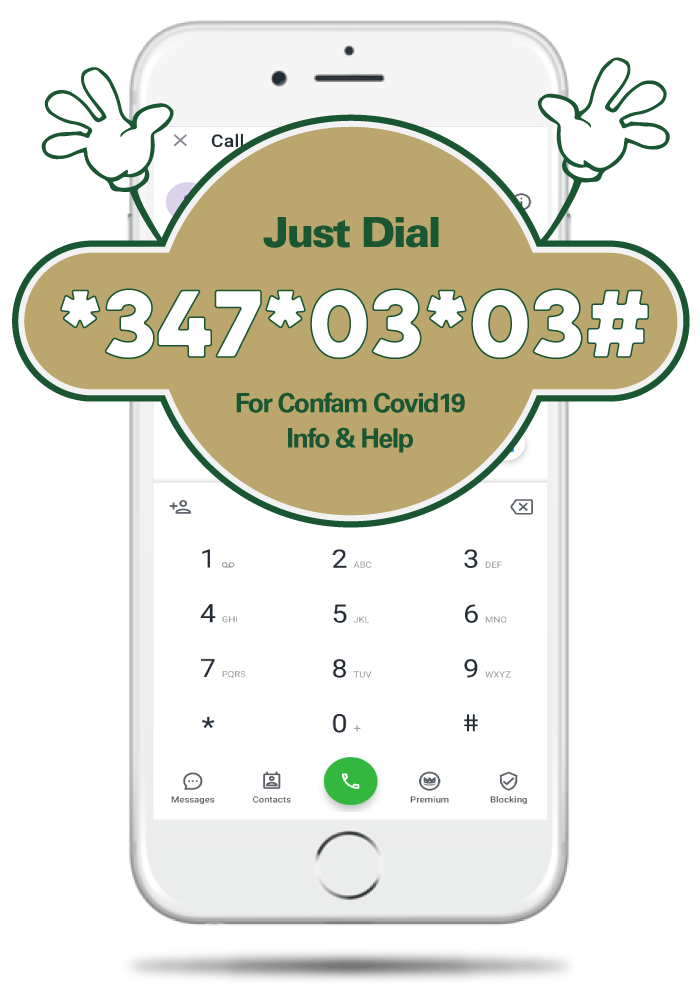 Call
Just Dial
*347*03*03#
For Confam Covid19
Info & Help
1
2 ABC
3 DEF
4 GHI
5 JKL
6 MNO
7 PQRS
8 TUV
9 WXYZ
*
0 +
#
Messages
Contacts
Premium
Blocking